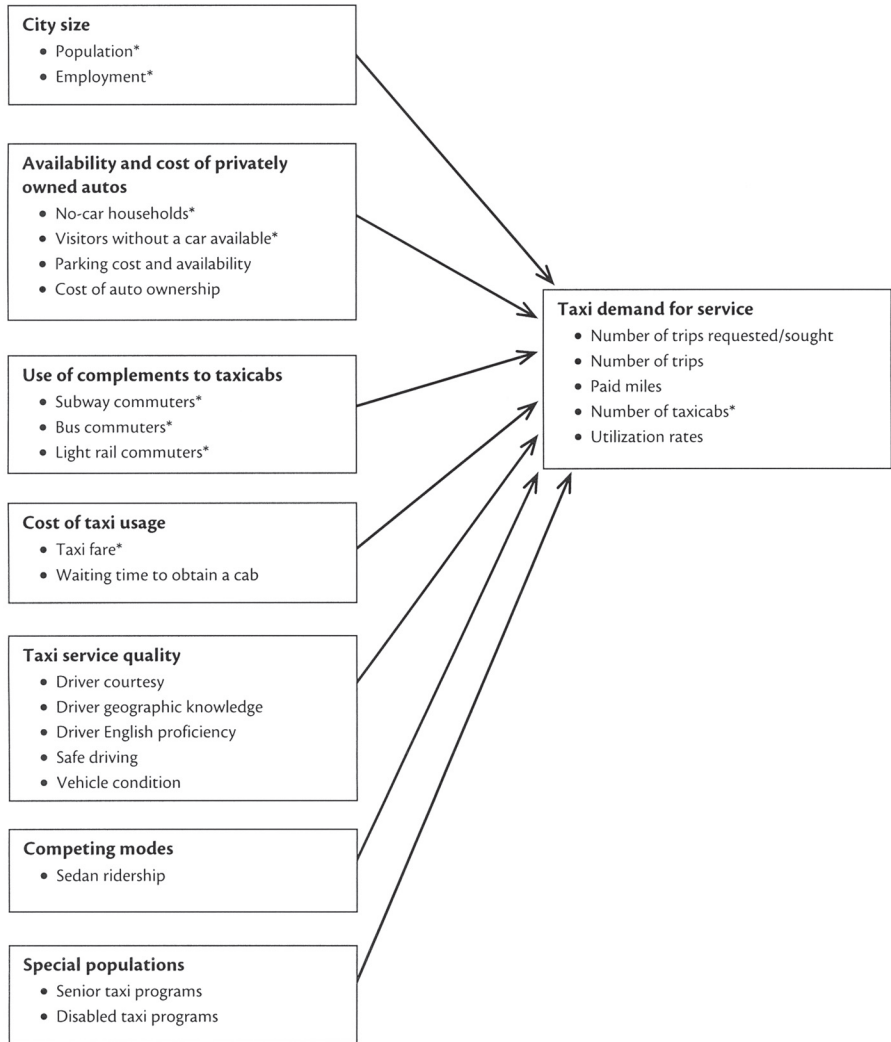 City size
• Population*
• Employment*
Availability and cost of privately
owned autos
• No-car households*
• Visitors without a car available*
• Parking cost and availability
• Cost of auto ownership
Use of complements to taxicabs
• Subway commuters*
• Bus commuters*
• Light rail commuters*
Cost of taxi usage
• Taxi fare*
• Waiting time to obtain a cab
Taxi service quality
• Driver courtesy
• Driver geographic knowledge
• Driver English proficiency
• Safe driving
• Vehicle condition
Competing modes
• Sedan ridership
Special populations
• Senior taxi programs
• Disabled taxi programs
Taxi demand for service
• Number of trips requested/sought
• Number of trips
• Paid miles
• Number of taxicabs*
• Utilization rates